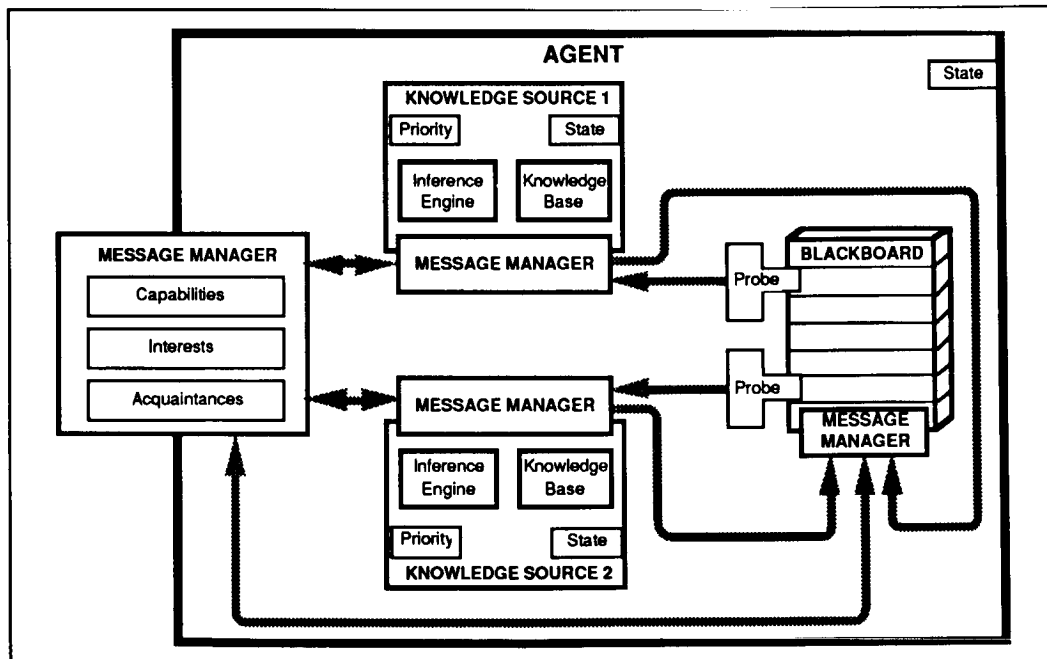 AGENT
State
KNOWLEDGE SOURCE 1
Priority
State
Inference
Engine
Knowledge
Base
MESSAGE MANAGER
MESSAGE MANAGER
Capabilities
Interests
Acquaintances
BLACKBOARD
Probe
Probe
MESSAGE
MANAGER
MESSAGE MANAGER
Inference
Engine
Knowledge
Base
Priority
State
KNOWLEDGE SOURCE 2